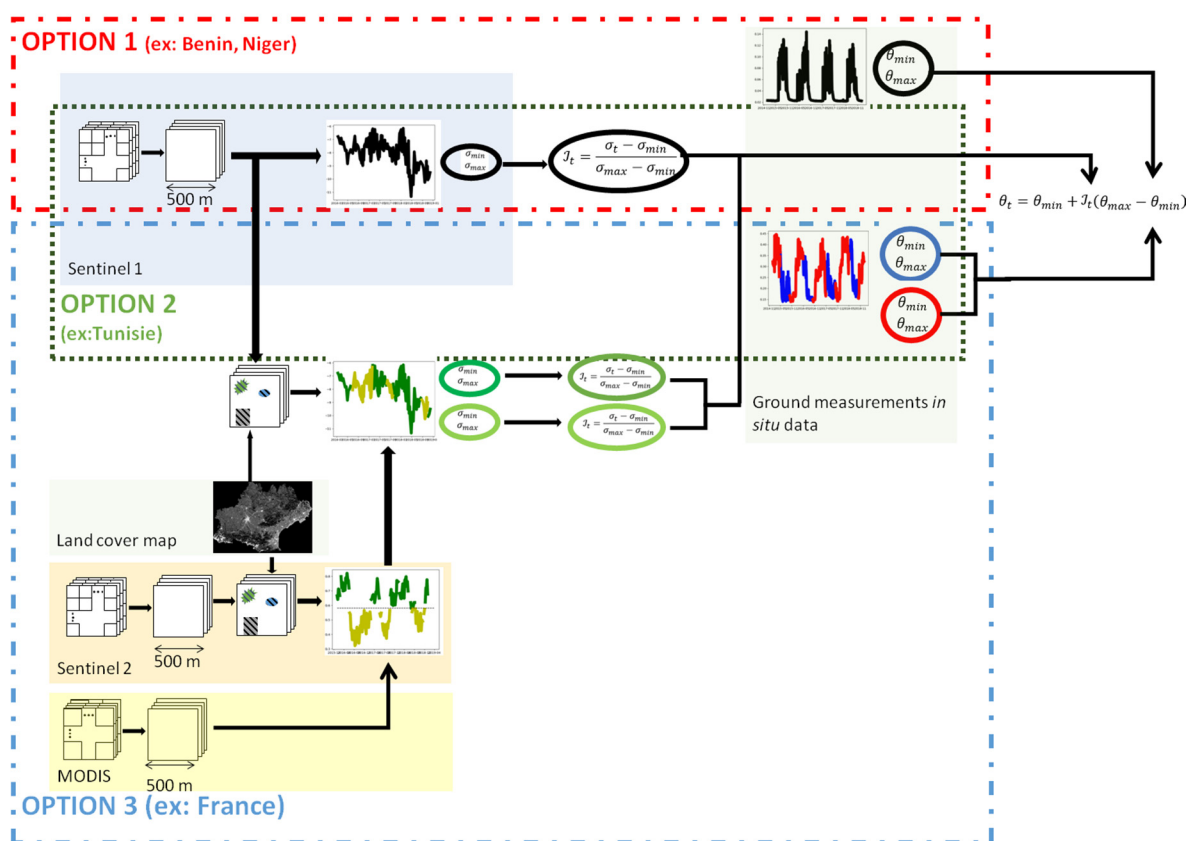 OPTION 1 (ex: Benin, Niger)
θmin
θmax
500 m
σmin
σmax
ℐt = (σt − σmin) / (σmax − σmin)
θt = θmin + ℐt(θmax − θmin)
Sentinel 1
θmin
θmax
OPTION 2
(ex:Tunisie)
θmin
θmax
σmin
σmax
ℐt = (σt − σmin) / (σmax − σmin)
σmin
σmax
ℐt = (σt − σmin) / (σmax − σmin)
Ground measurements in
situ data
Land cover map
500 m
Sentinel 2
MODIS
500 m
OPTION 3 (ex: France)